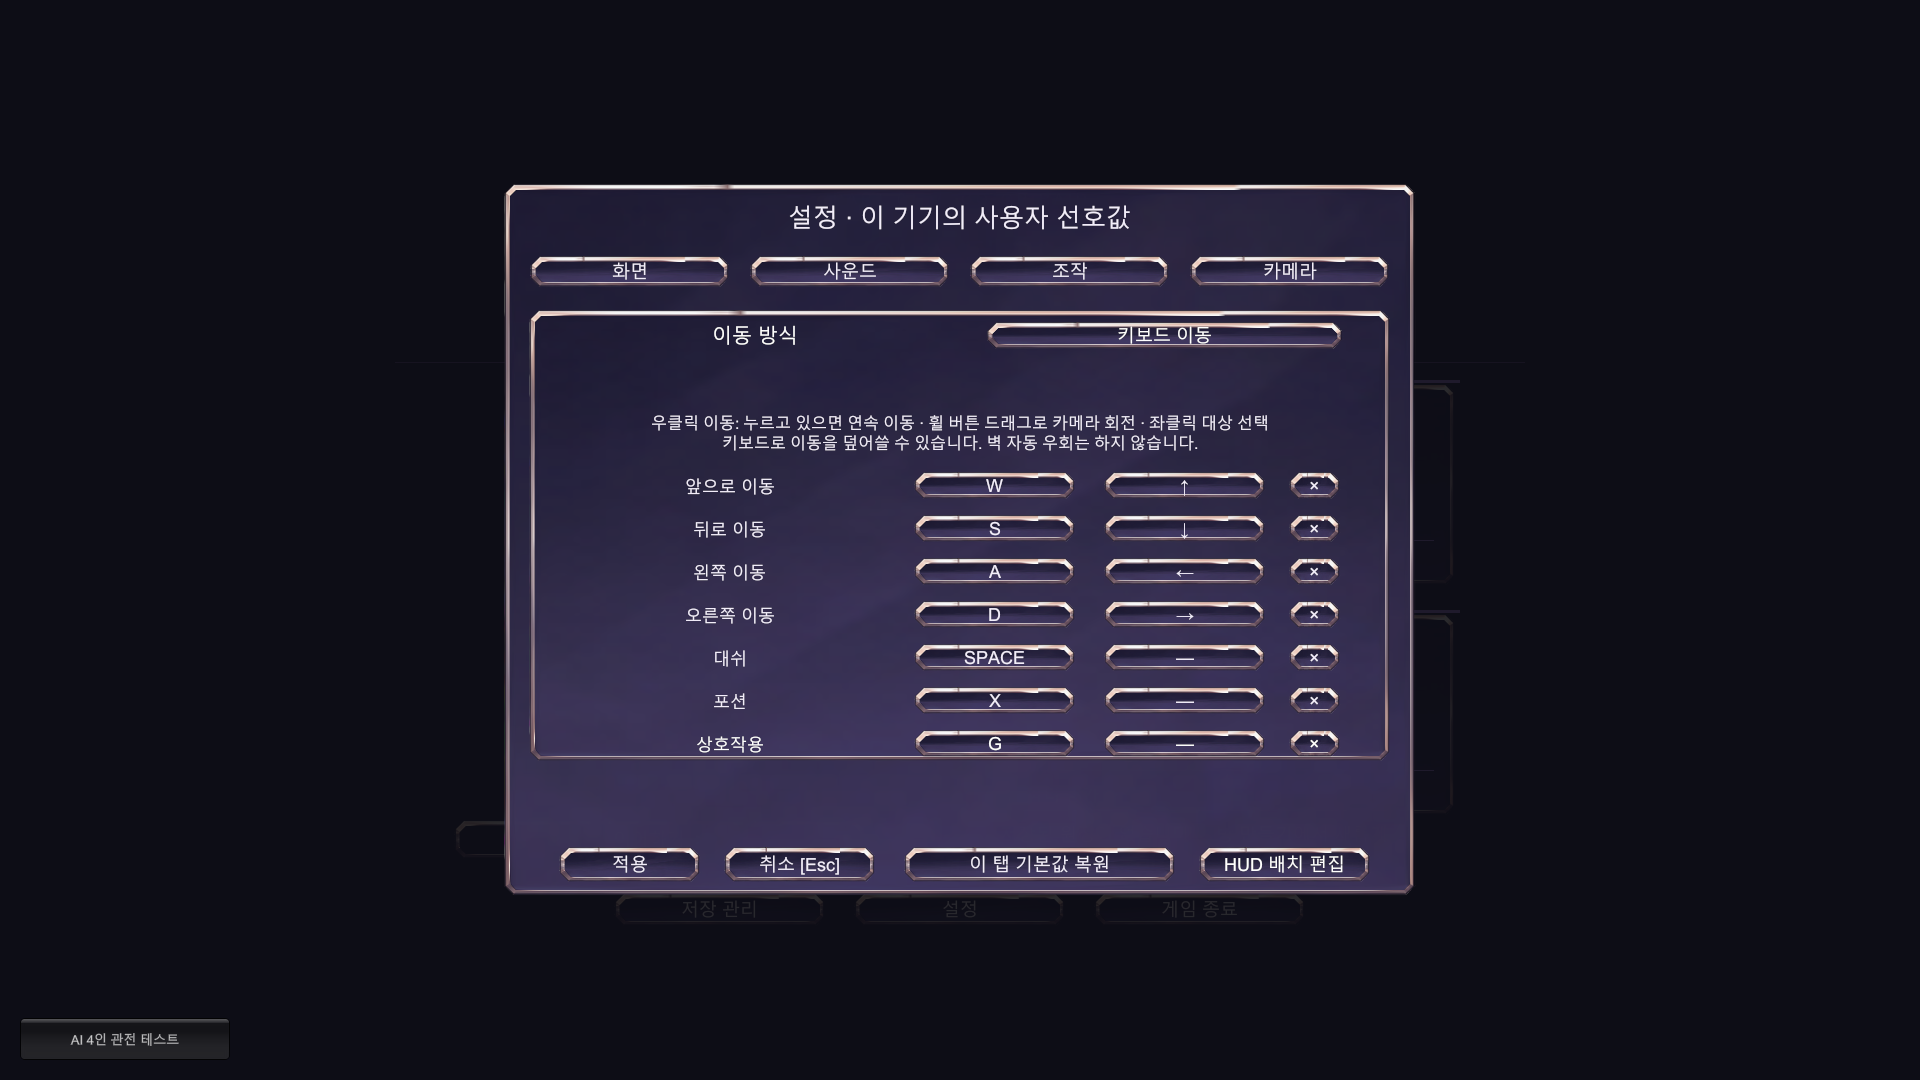 설정 · 이 기기의 사용자 선호값
화면 사운드 조작 카메라
이동 방식 키보드 이동
우클릭 이동: 누르고 있으면 연속 이동 · 휠 버튼 드래그로 카메라 회전 · 좌클릭 대상 선택
키보드로 이동을 덮어쓸 수 있습니다. 벽 자동 우회는 하지 않습니다.
앞으로 이동 W ↑ ×
뒤로 이동 S ↓ ×
왼쪽 이동 A ← ×
오른쪽 이동 D → ×
대쉬 SPACE — ×
포션 X — ×
상호작용 G — ×
적용 취소 [Esc] 이 탭 기본값 복원 HUD 배치 편집
저장 관리 설정 게임 종료
AI 4인 관전 테스트